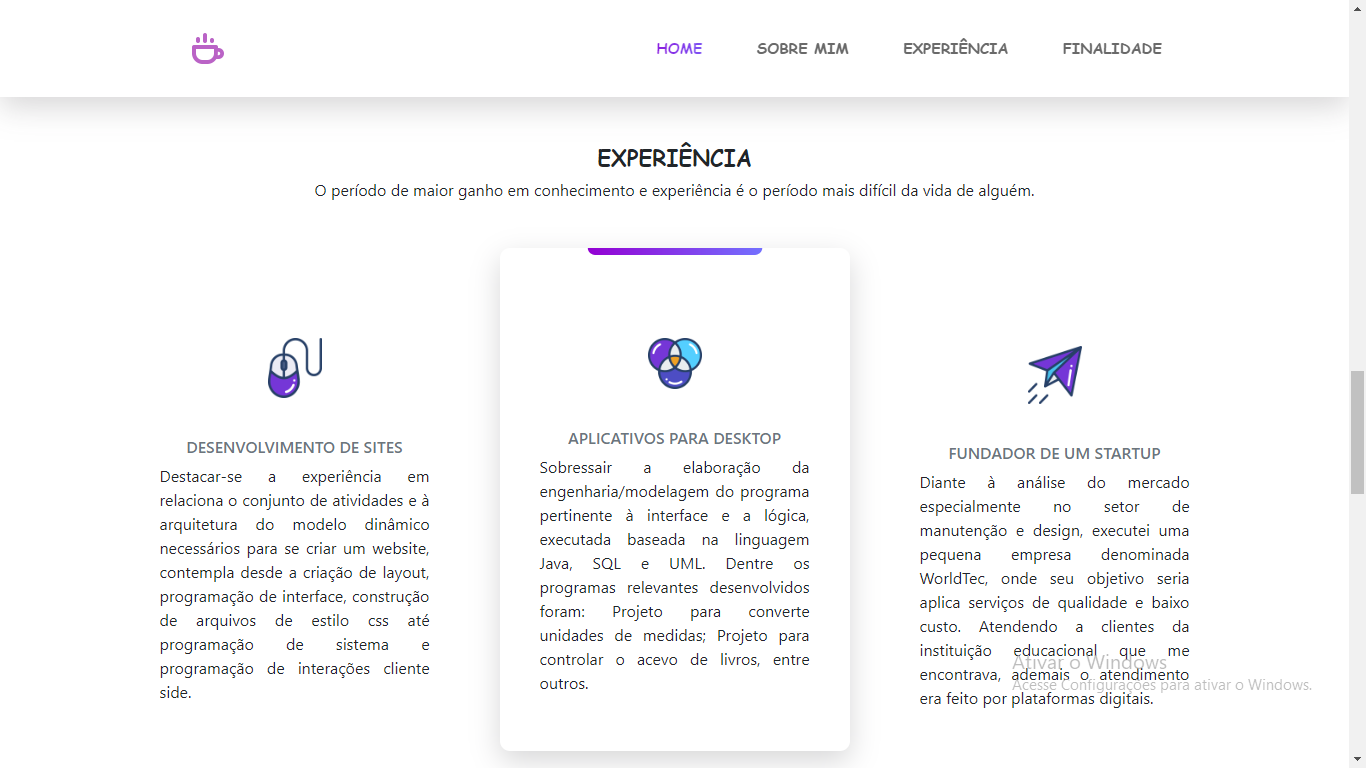 HOME SOBRE MIM EXPERIÊNCIA FINALIDADE
EXPERIÊNCIA
O período de maior ganho em conhecimento e experiência é o período mais difícil da vida de alguém.
DESENVOLVIMENTO DE SITES
Destacar-se a experiência em
relaciona o conjunto de atividades e à
arquitetura do modelo dinâmico
necessários para se criar um website,
contempla desde a criação de layout,
programação de interface, construção
de arquivos de estilo css até
programação de sistema e
programação de interações cliente
side.
APLICATIVOS PARA DESKTOP
Sobressair a elaboração da
engenharia/modelagem do programa
pertinente à interface e a lógica,
executada baseada na linguagem
Java, SQL e UML. Dentre os
programas relevantes desenvolvidos
foram: Projeto para converte
unidades de medidas; Projeto para
controlar o acevo de livros, entre
outros.
FUNDADOR DE UM STARTUP
Diante à análise do mercado
especialmente no setor de
manutenção e design, executei uma
pequena empresa denominada
WorldTec, onde seu objetivo seria
aplica serviços de qualidade e baixo
custo. Atendendo a clientes da
instituição educacional que me
encontrava, ademais o atendimento
era feito por plataformas digitais.
Ativar o Windows
Acesse Configurações para ativar o Windows.